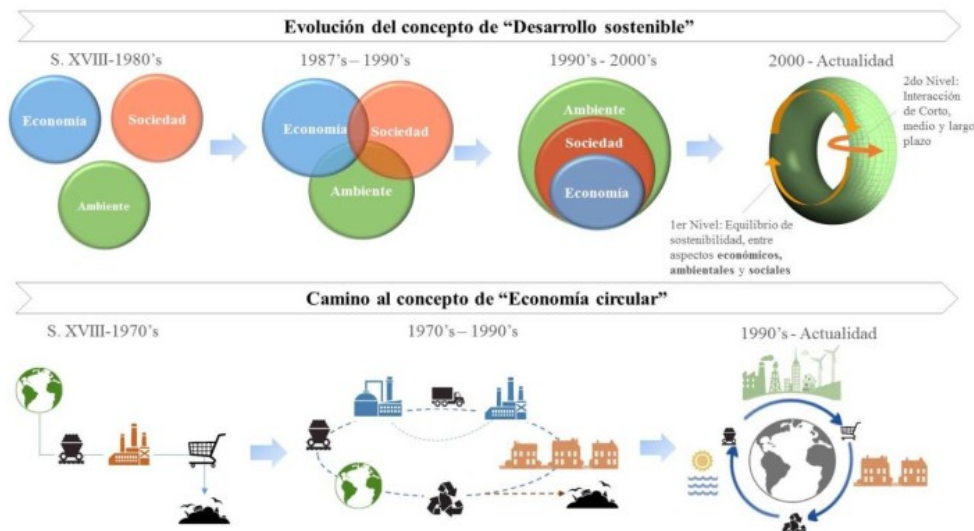 Evolución del concepto de “Desarrollo sostenible”
S. XVIII-1980's
1987's – 1990's
1990's - 2000's
2000 - Actualidad
Economía
Sociedad
Ambiente
Economía
Sociedad
Ambiente
Ambiente
Sociedad
Economía
2do Nivel:
Interacción
de Corto,
medio y largo
plazo
1er Nivel: Equilibrio de
sostenibilidad, entre
aspectos económicos,
ambientales y sociales
Camino al concepto de “Economía circular”
S. XVIII-1970's
1970's – 1990's
1990's - Actualidad